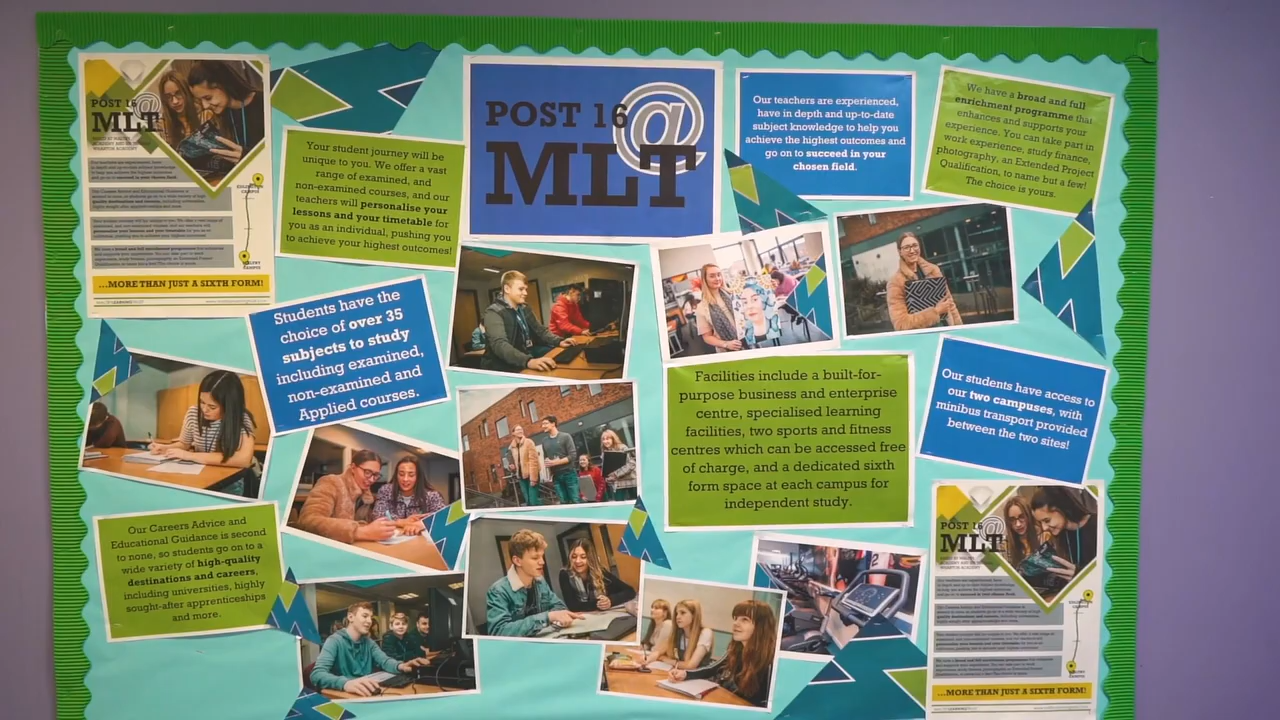 POST 16
MLT
...MORE THAN JUST A SIXTH FORM!
Your student journey will be
unique to you. We offer a vast
range of examined, and
non-examined courses, and our
teachers will personalise your
lessons and your timetable for
you as an individual, pushing you
to achieve your highest outcomes!
POST 16@
MLT
Our teachers are experienced,
have in depth and up-to-date
subject knowledge to help you
achieve the highest outcomes and
go on to succeed in your
chosen field.
We have a broad and full
enrichment programme that
enhances and supports your
experience. You can take part in
work experience, study finance,
photography, an Extended Project
Qualification, to name but a few!
The choice is yours.
Students have the
choice of over 35
subjects to study
including examined,
non-examined and
Applied courses.
Facilities include a built-for-
purpose business and enterprise
centre, specialised learning
facilities, two sports and fitness
centres which can be accessed free
of charge, and a dedicated sixth
form space at each campus for
independent study.
Our students have access to
our two campuses, with
minibus transport provided
between the two sites!
Our Careers Advice and
Educational Guidance is second
to none, so students go on to a
wide variety of high-quality
destinations and careers,
including universities, highly
sought-after apprenticeships
and more.
POST 16@
MLT
...MORE THAN JUST A SIXTH FORM!